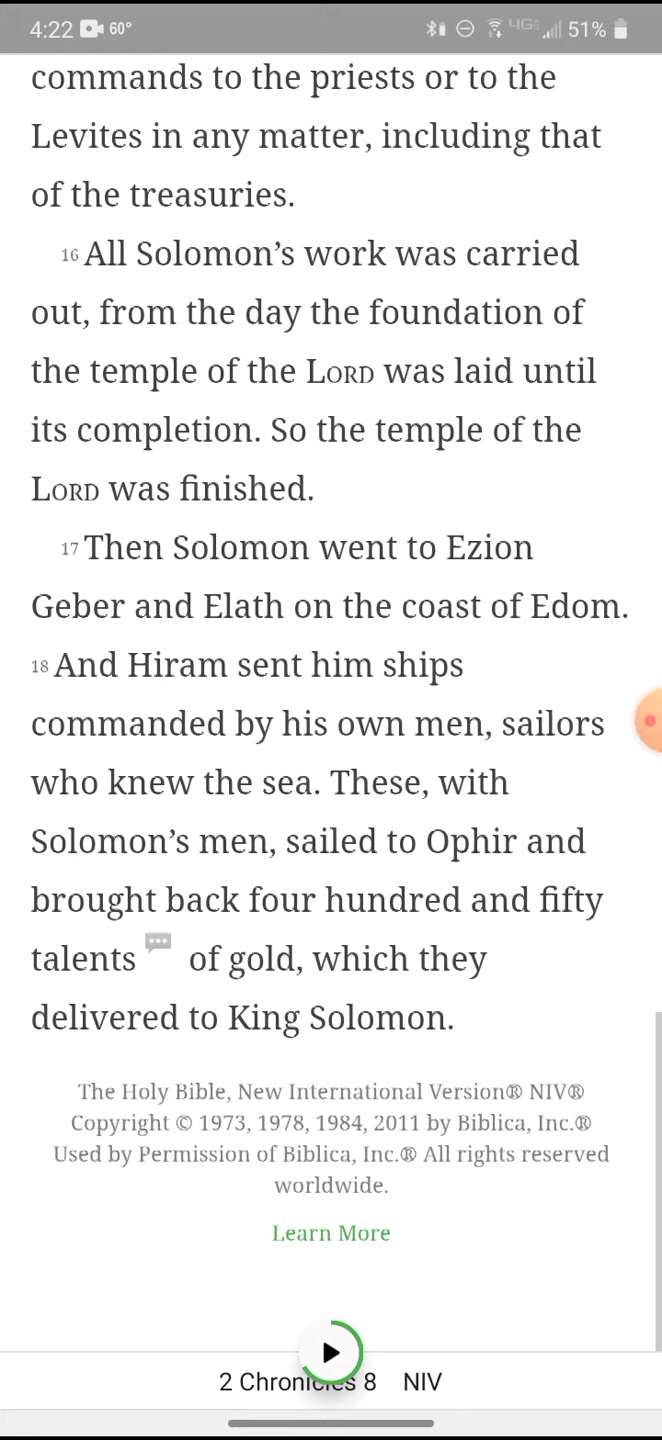 4:22 60° 4G 51%
commands to the priests or to the
Levites in any matter, including that
of the treasuries.
16 All Solomon’s work was carried
out, from the day the foundation of
the temple of the LORD was laid until
its completion. So the temple of the
LORD was finished.
17 Then Solomon went to Ezion
Geber and Elath on the coast of Edom.
18 And Hiram sent him ships
commanded by his own men, sailors
who knew the sea. These, with
Solomon’s men, sailed to Ophir and
brought back four hundred and fifty
talents of gold, which they
delivered to King Solomon.
The Holy Bible, New International Version® NIV®
Copyright © 1973, 1978, 1984, 2011 by Biblica, Inc.®
Used by Permission of Biblica, Inc.® All rights reserved
worldwide.
Learn More
2 Chronicles 8 NIV